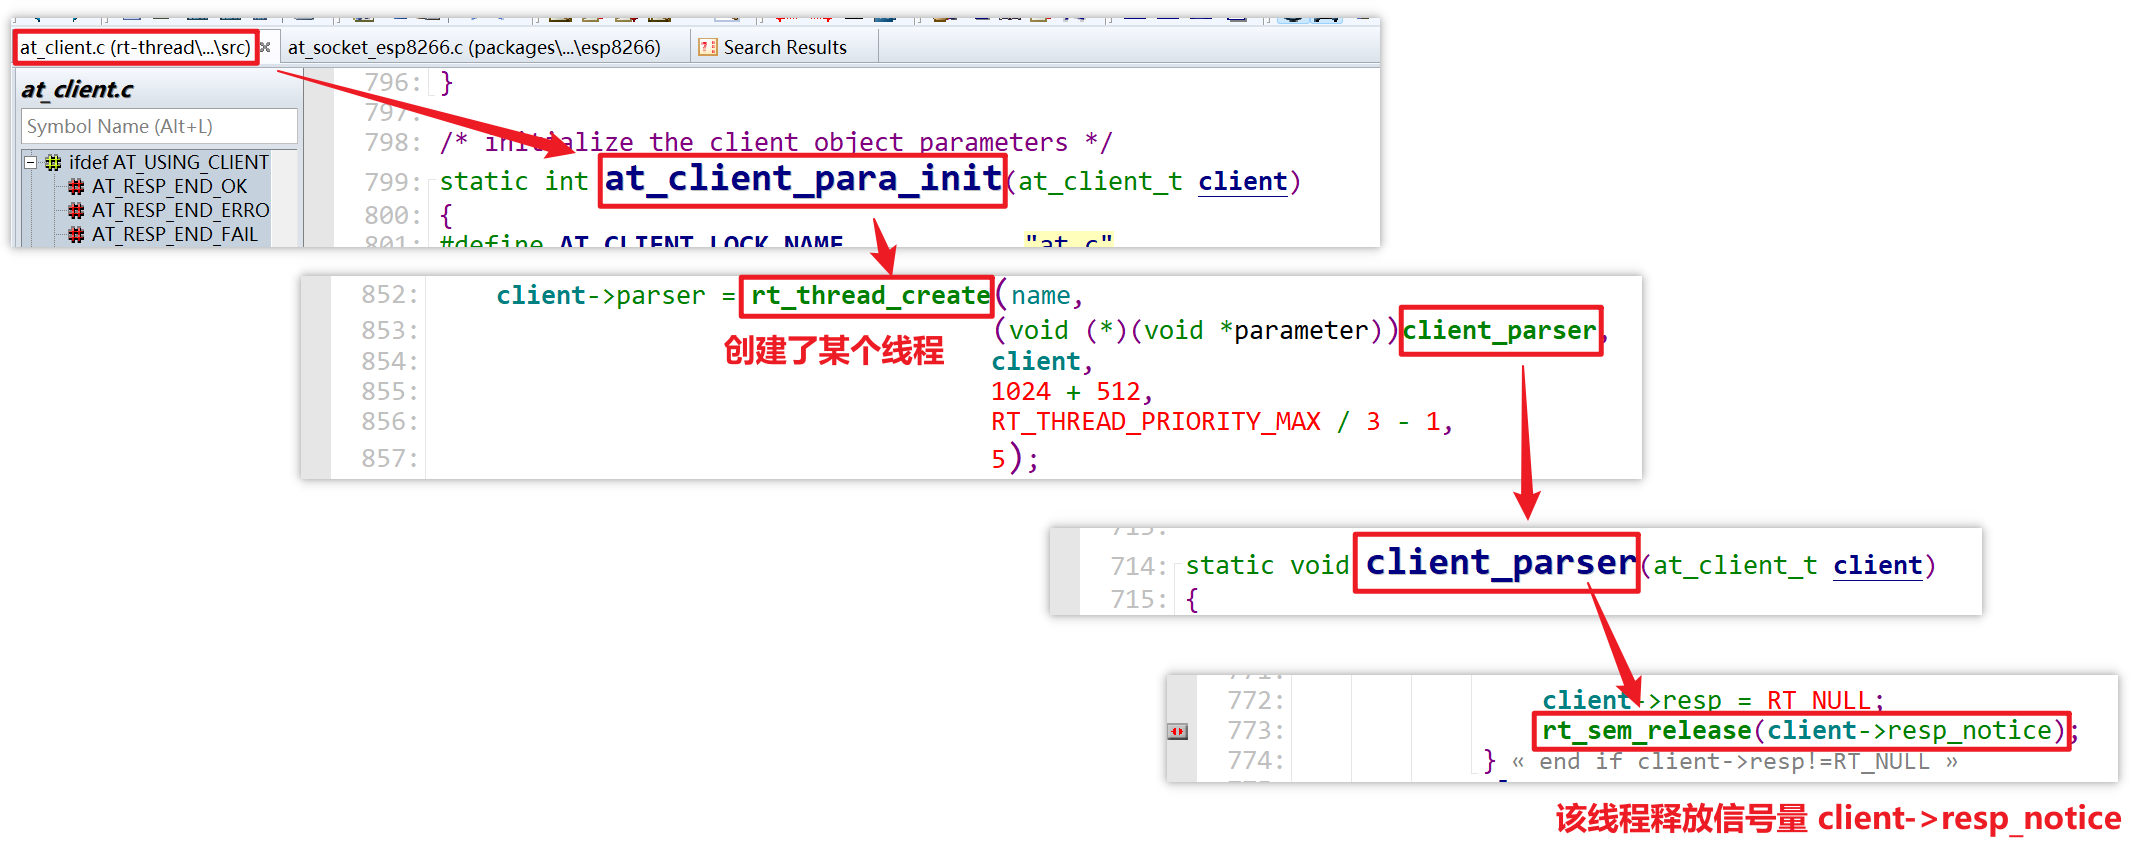 at_client.c (rt-thread\...\src) at_socket_esp8266.c (packages\...\esp8266) Search Results
at_client.c
Symbol Name (Alt+L)
ifdef AT_USING_CLIENT
AT_RESP_END_OK
AT_RESP_END_ERRO
AT_RESP_END_FAIL
796: }
797:
798: /* initialize the client object parameters */
799: static int at_client_para_init(at_client_t client)
800: {
801: #define AT_CLIENT_LOCK_NAME "at_c"
852: client->parser = rt_thread_create(name,
853: (void (*)(void *parameter))client_parser,
854: client,
855: 1024 + 512,
856: RT_THREAD_PRIORITY_MAX / 3 - 1,
857: 5);
创建了某个线程
713:
714: static void client_parser(at_client_t client)
715: {
771:
772: client->resp = RT_NULL;
773: rt_sem_release(client->resp_notice);
774: } « end if client->resp!=RT_NULL »
该线程释放信号量 client->resp_notice